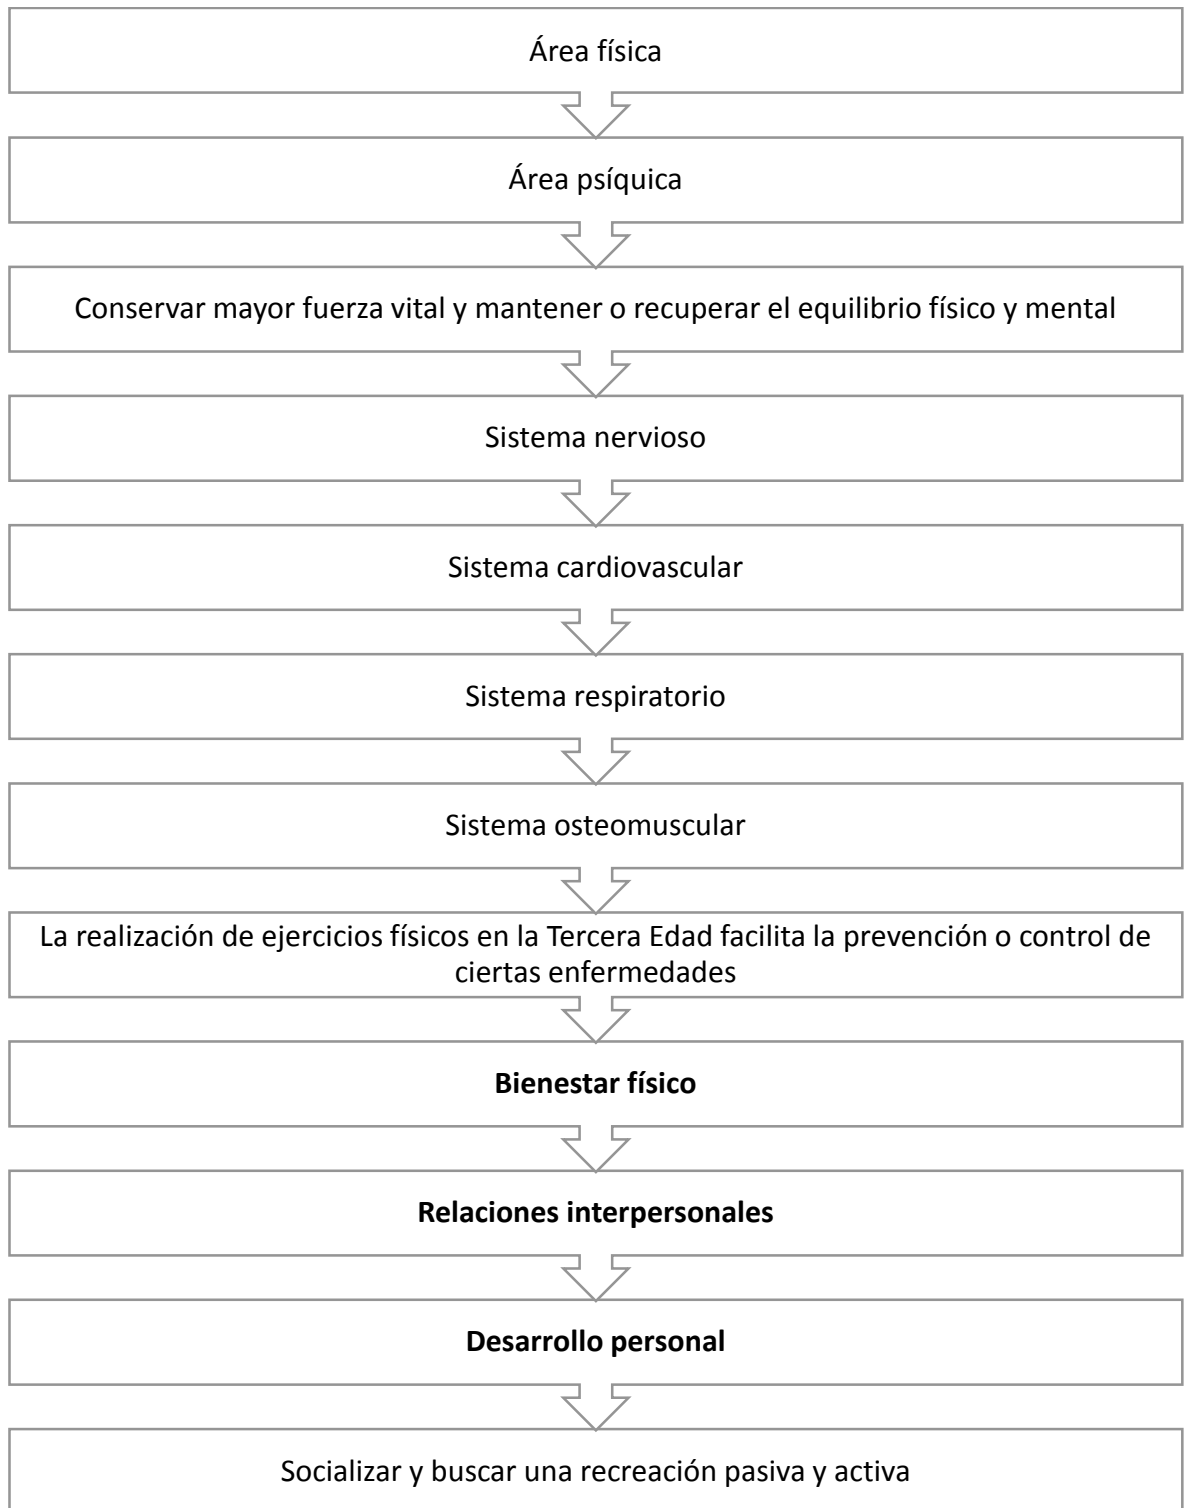 Área física
Área psíquica
Conservar mayor fuerza vital y mantener o recuperar el equilibrio físico y mental
Sistema nervioso
Sistema cardiovascular
Sistema respiratorio
Sistema osteomuscular
La realización de ejercicios físicos en la Tercera Edad facilita la prevención o control de
ciertas enfermedades
Bienestar físico
Relaciones interpersonales
Desarrollo personal
Socializar y buscar una recreación pasiva y activa